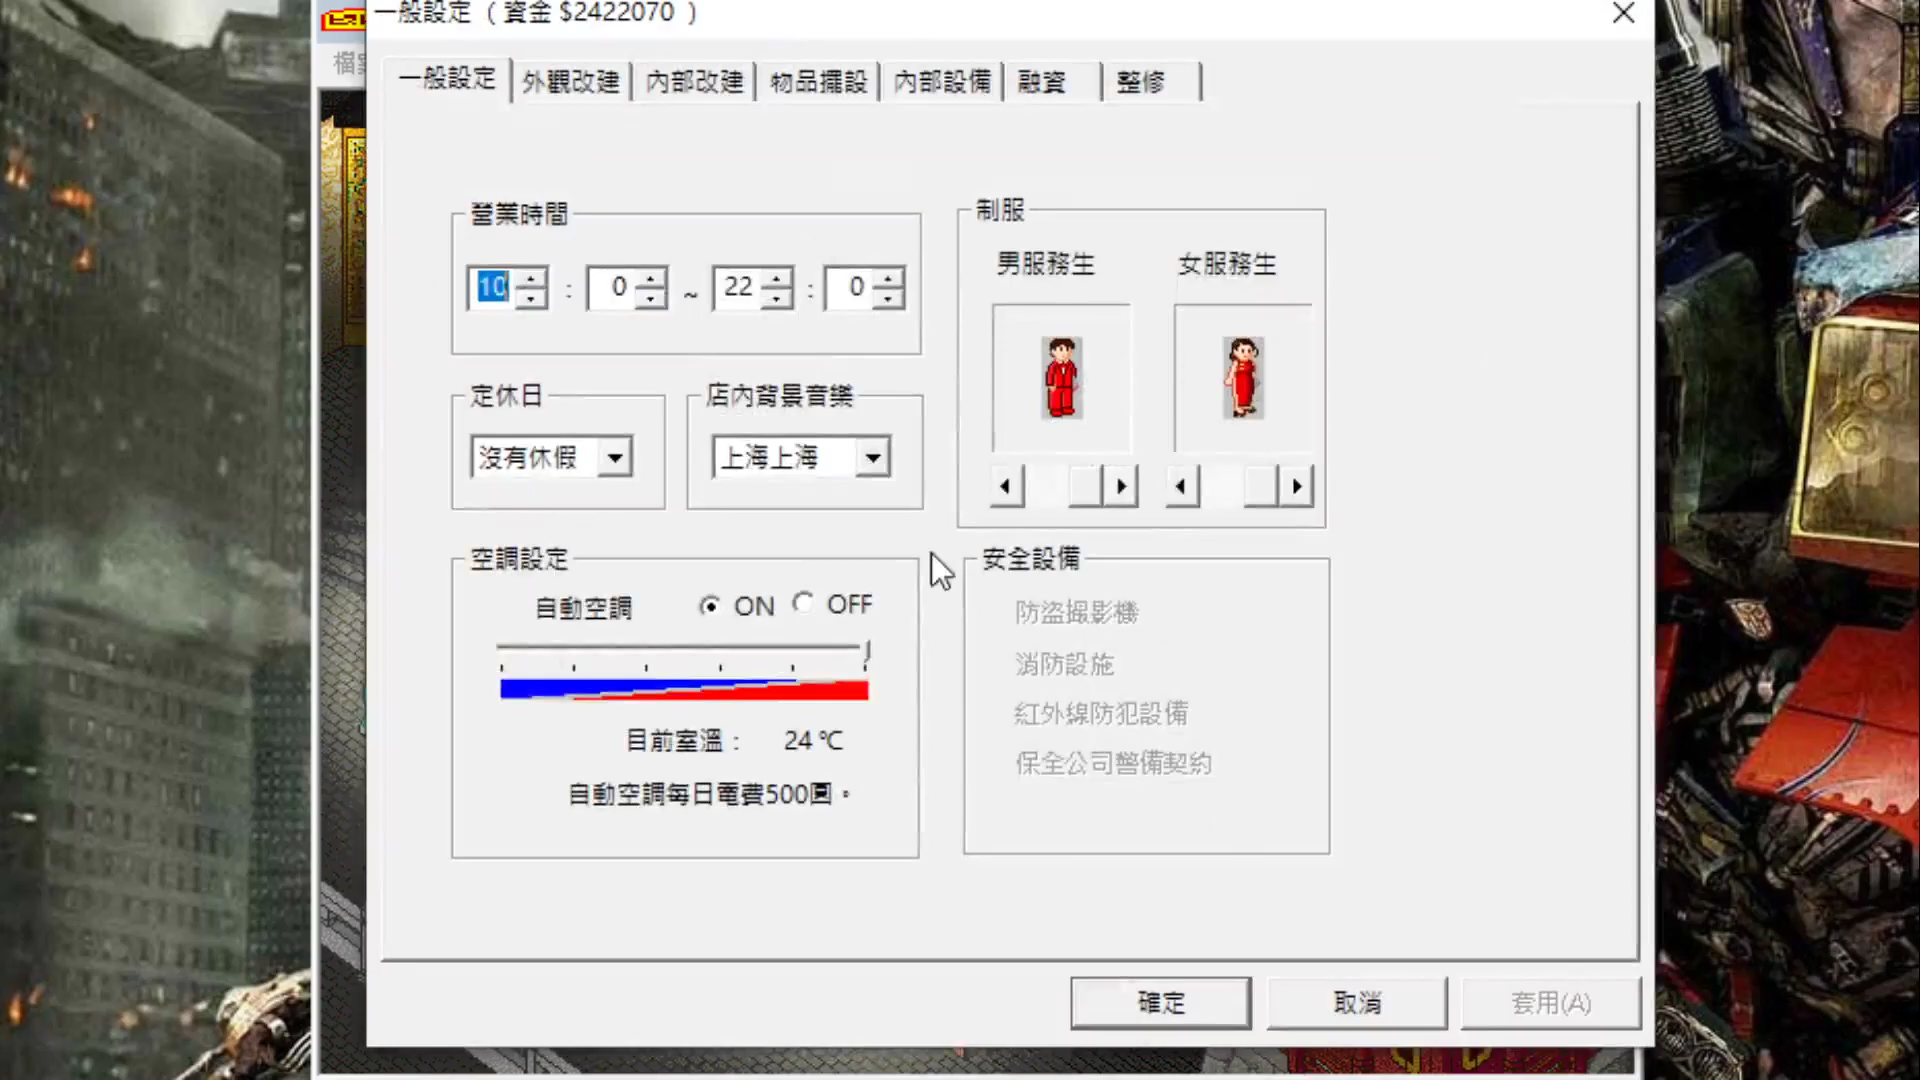 一般設定 （ 資金 $2422070 ）
檔案
一般設定 外觀改建 內部改建 物品擺設 內部設備 融資 整修
營業時間
10 : 0 ~ 22 : 0
制服
男服務生 女服務生
定休日
沒有休假
店內背景音樂
上海上海
空調設定
自動空調 ON OFF
目前室溫： 24 ℃
自動空調每日電費500圓。
安全設備
防盜攝影機
消防設施
紅外線防犯設備
保全公司警備契約
確定 取消 套用(A)